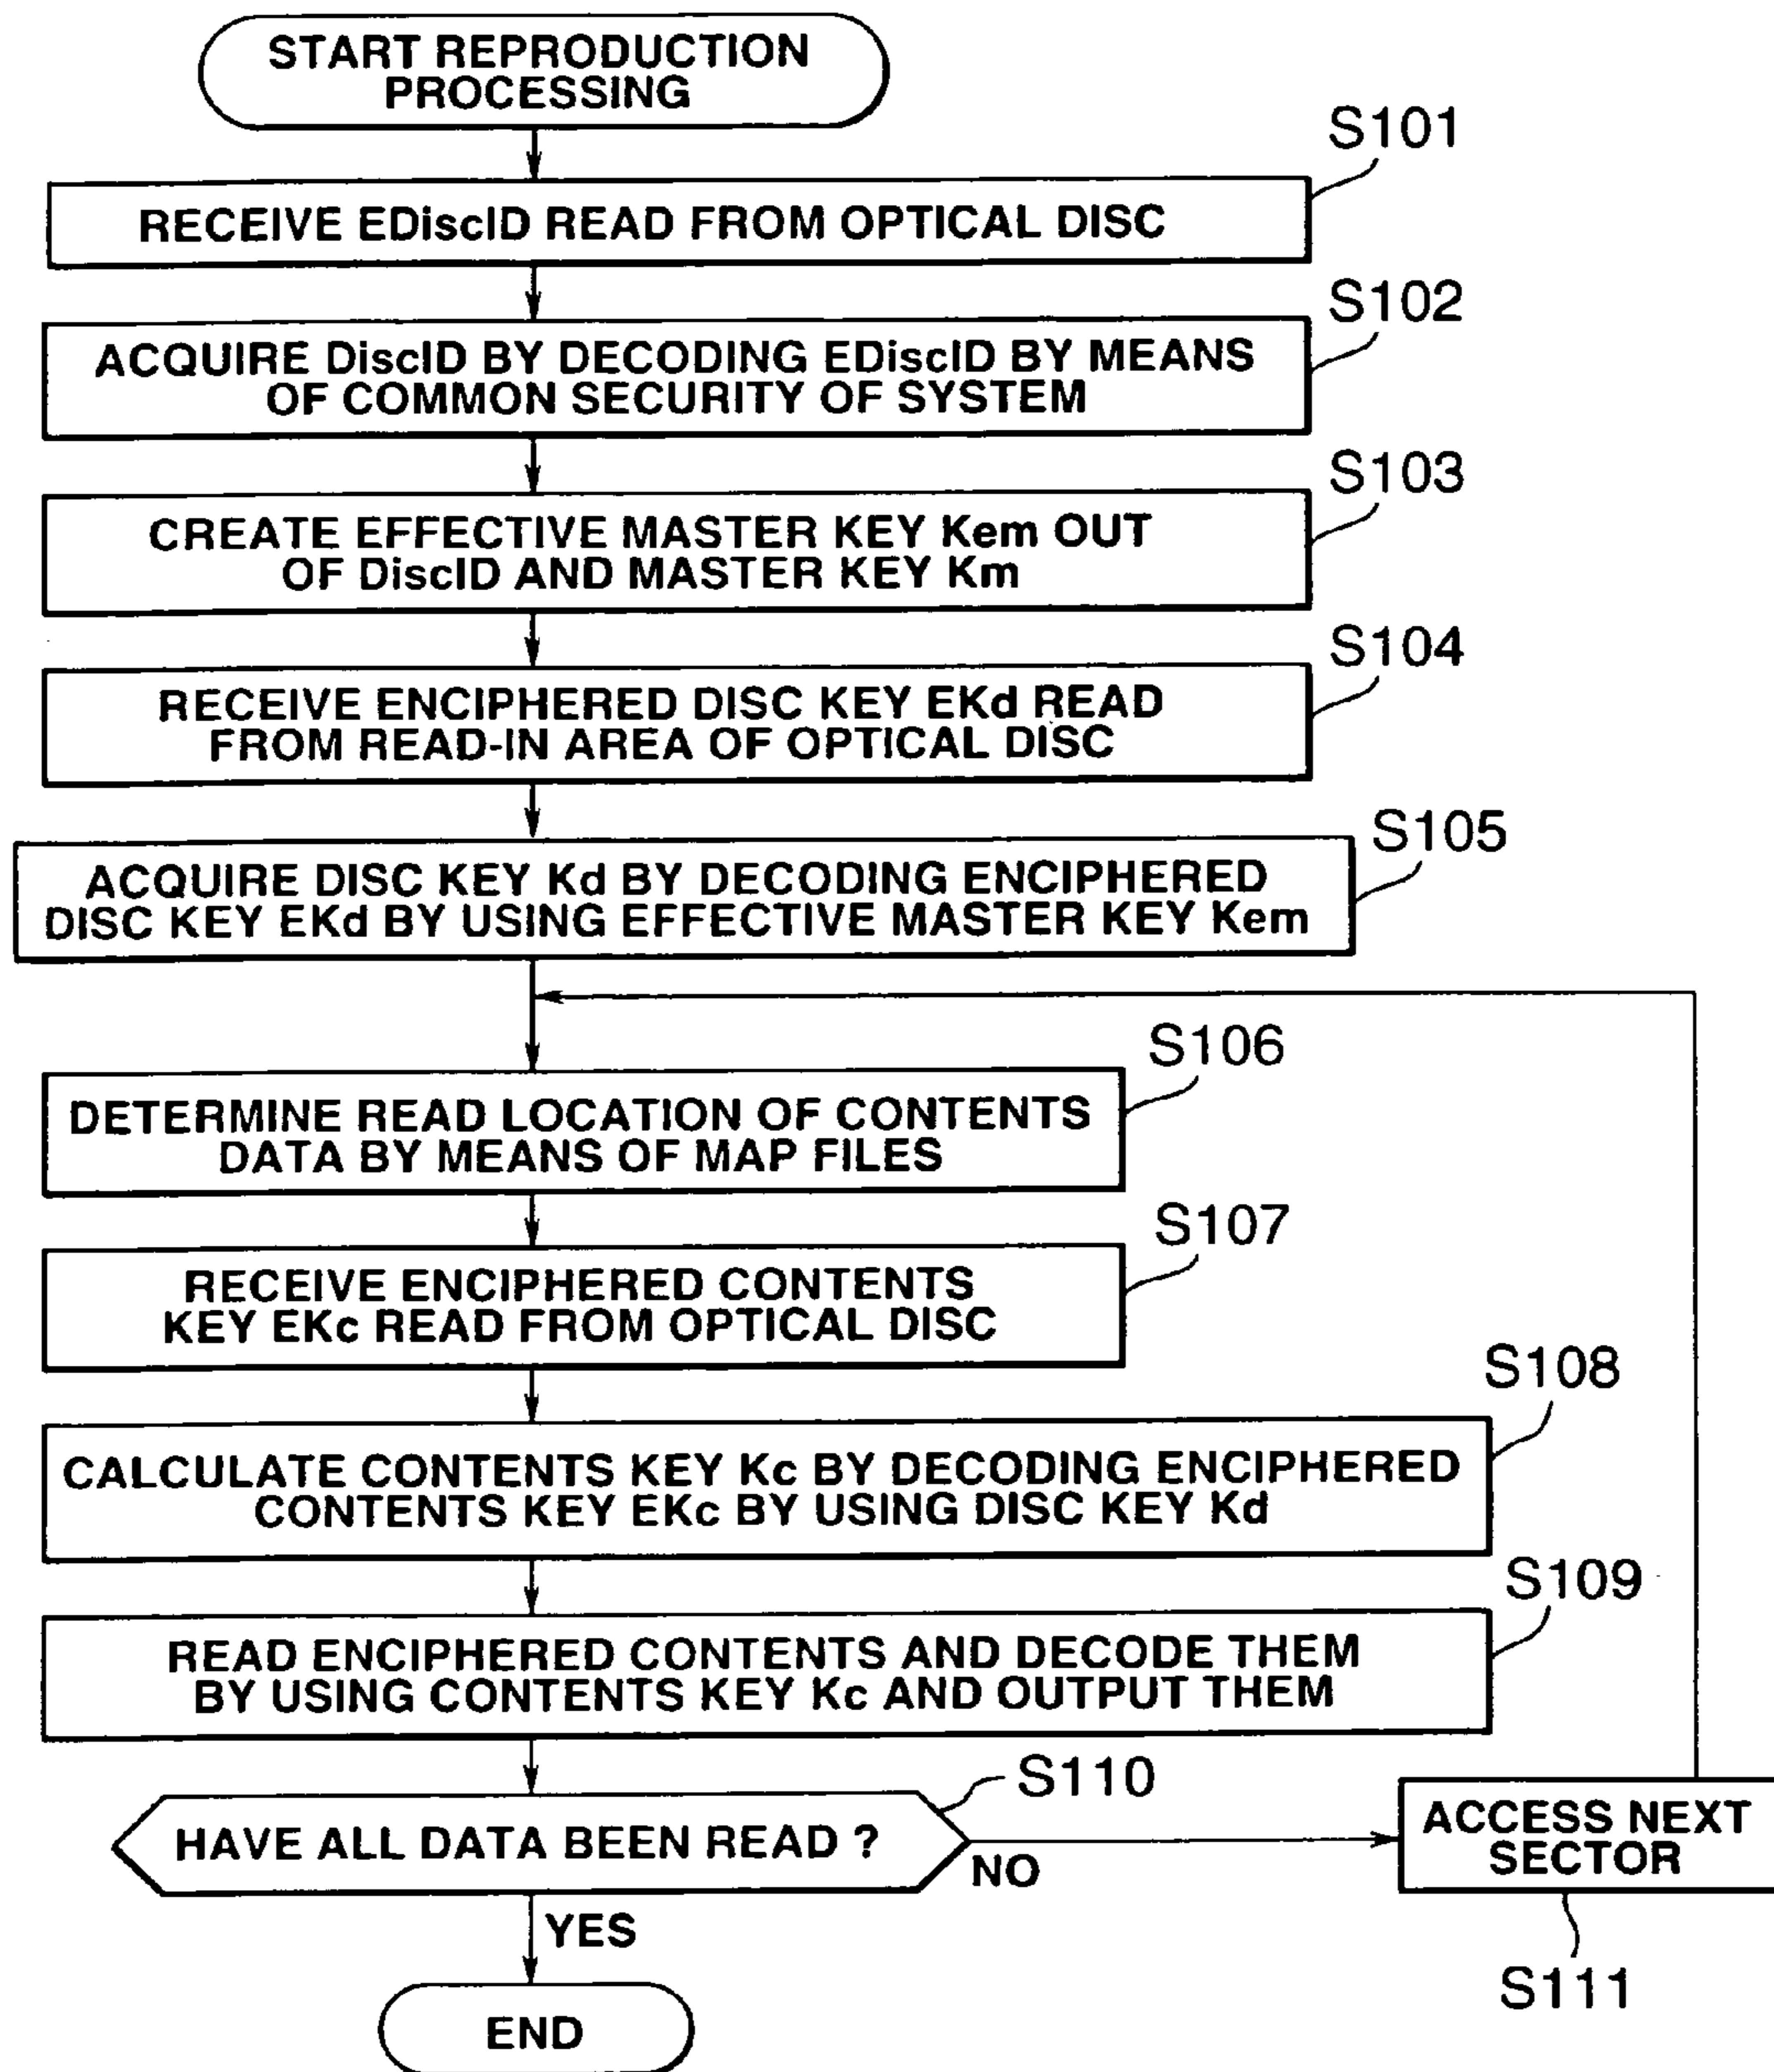 START REPRODUCTION
PROCESSING
S101
RECEIVE EDiscID READ FROM OPTICAL DISC
S102
ACQUIRE DiscID BY DECODING EDiscID BY MEANS
OF COMMON SECURITY OF SYSTEM
S103
CREATE EFFECTIVE MASTER KEY Kem OUT
OF DiscID AND MASTER KEY Km
S104
RECEIVE ENCIPHERED DISC KEY EKd READ
FROM READ-IN AREA OF OPTICAL DISC
S105
ACQUIRE DISC KEY Kd BY DECODING ENCIPHERED
DISC KEY EKd BY USING EFFECTIVE MASTER KEY Kem
S106
DETERMINE READ LOCATION OF CONTENTS
DATA BY MEANS OF MAP FILES
S107
RECEIVE ENCIPHERED CONTENTS
KEY EKc READ FROM OPTICAL DISC
S108
CALCULATE CONTENTS KEY Kc BY DECODING ENCIPHERED
CONTENTS KEY EKc BY USING DISC KEY Kd
S109
READ ENCIPHERED CONTENTS AND DECODE THEM
BY USING CONTENTS KEY Kc AND OUTPUT THEM
S110
HAVE ALL DATA BEEN READ ?
NO
ACCESS NEXT
SECTOR
S111
YES
END